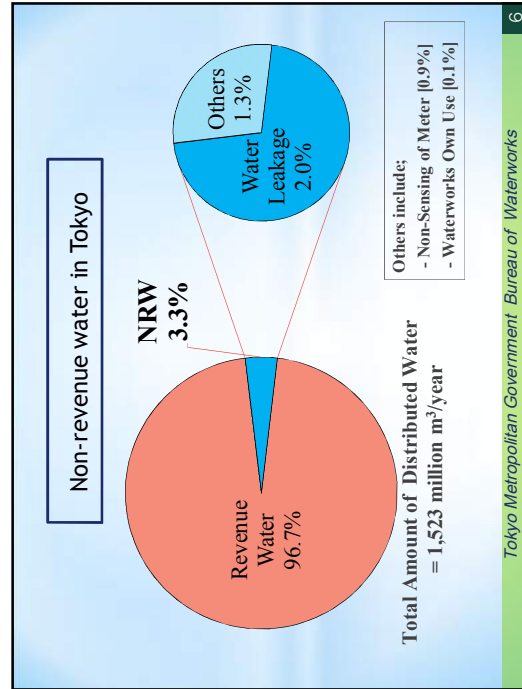 Non-revenue water in Tokyo
NRW
3.3%
Revenue
Water
96.7%
Others
1.3%
Water
Leakage
2.0%
Total Amount of Distributed Water
= 1,523 million m³/year
Others include;
- Non-Sensing of Meter [0.9%]
- Waterworks Own Use [0.1%]
Tokyo Metropolitan Government Bureau of Waterworks
6